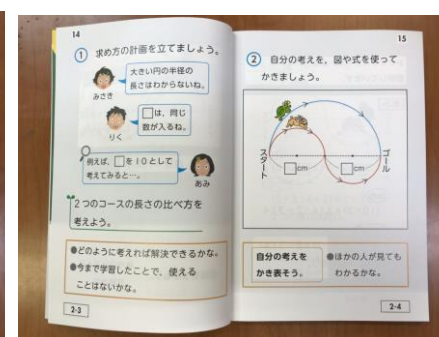 14
① 求め方の計画を立てましょう。
大きい円の半径の
長さはわからないね。
みさき
□は、同じ
数が入るね。
りく
例えば、□を10として
考えてみると…。
あみ
2つのコースの長さの比べ方を
考えよう。
●どのように考えれば解決できるかな。
●今まで学習したことで、使える
ことはないかな。
2-3
15
② 自分の考えを、図や式を使って
かきましょう。
スタート
□cm
□cm
ゴール
自分の考えを
かき表そう。
●ほかの人が見ても
わかるかな。
2-4